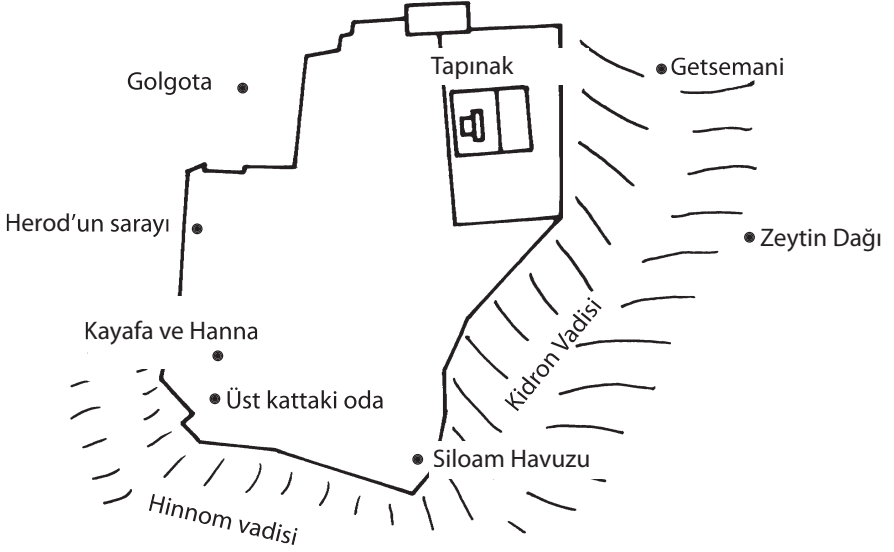 Tapınak
Getsemani
Golgota
Herod'un sarayı
Zeytin Dağı
Kayafa ve Hanna
Kidron Vadisi
Üst kattaki oda
Siloam Havuzu
Hinnom vadisi